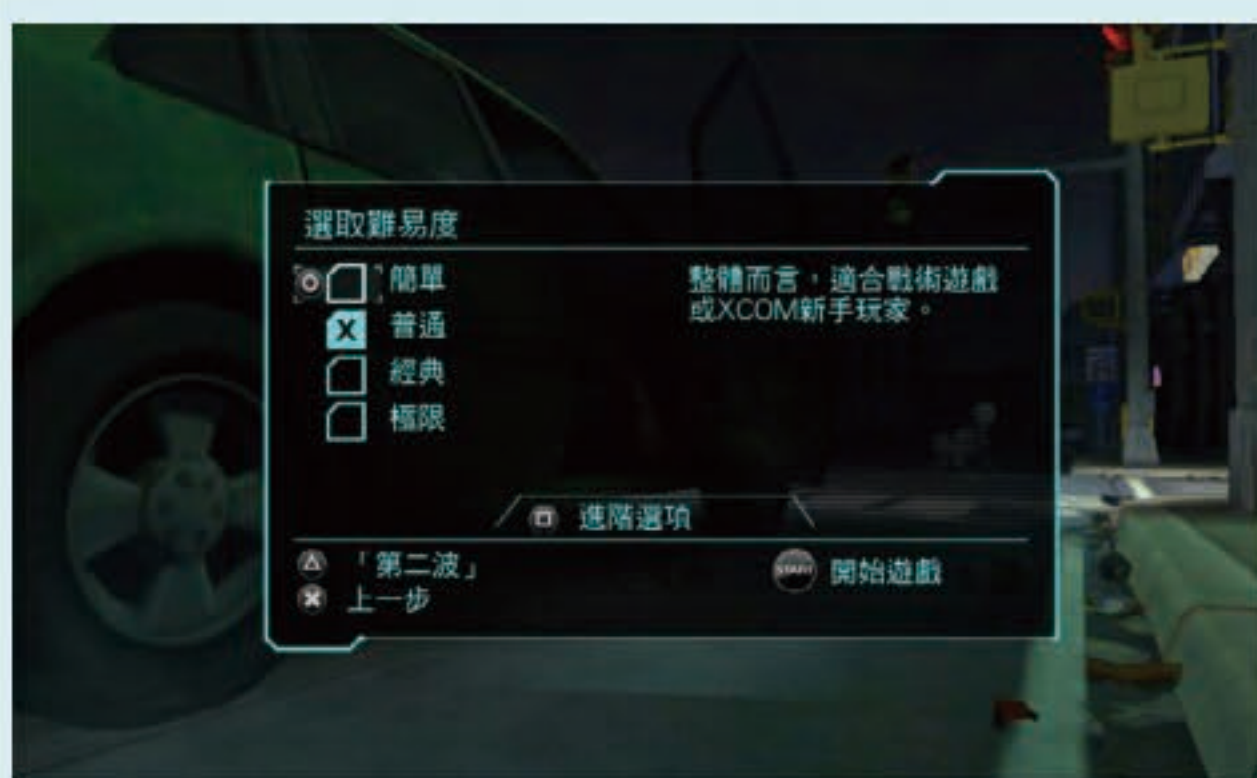 選取難易度
簡單
整體而言，適合戰術遊戲
或XCOM新手玩家。
X 普通
經典
極限
進階選項
「第二波」
START 開始遊戲
上一步